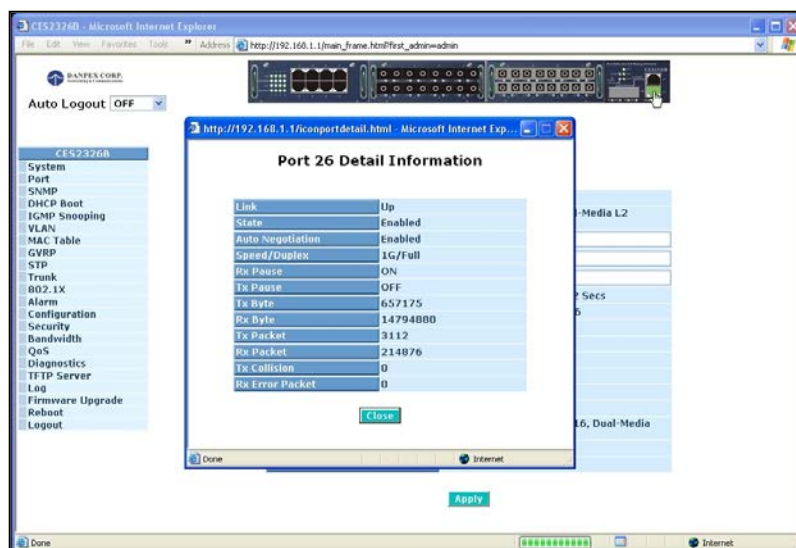 CES2326B - Microsoft Internet Explorer
File Edit View Favorites Tools " Address http://192.168.1.1/main_frame.html?first_admin=admin
DANPEX CORP.
Auto Logout OFF
http://192.168.1.1/iconportdetail.html - Microsoft Internet Exp...
Port 26 Detail Information
CES2326B
System
Port
SNMP
DHCP Boot
IGMP Snooping
VLAN
MAC Table
GVRP
STP
Trunk
802.1X
Alarm
Configuration
Security
Bandwidth
QoS
Diagnostics
TFTP Server
Log
Firmware Upgrade
Reboot
Logout
Link Up
State Enabled
Auto Negotiation Enabled
Speed/Duplex 1G/Full
Rx Pause ON
Tx Pause OFF
Tx Byte 657175
Rx Byte 14794880
Tx Packet 3112
Rx Packet 214876
Tx Collision 0
Rx Error Packet 0
Close
-Media L2
2 Secs
16, Dual-Media
Done Internet
Apply
Done Internet